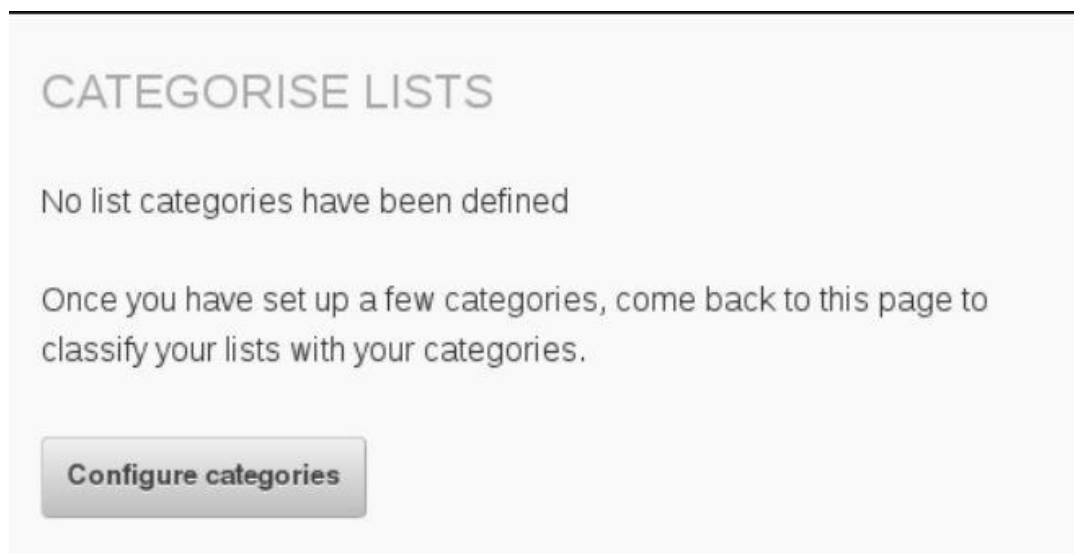 CATEGORISE LISTS
No list categories have been defined
Once you have set up a few categories, come back to this page to
classify your lists with your categories.
Configure categories